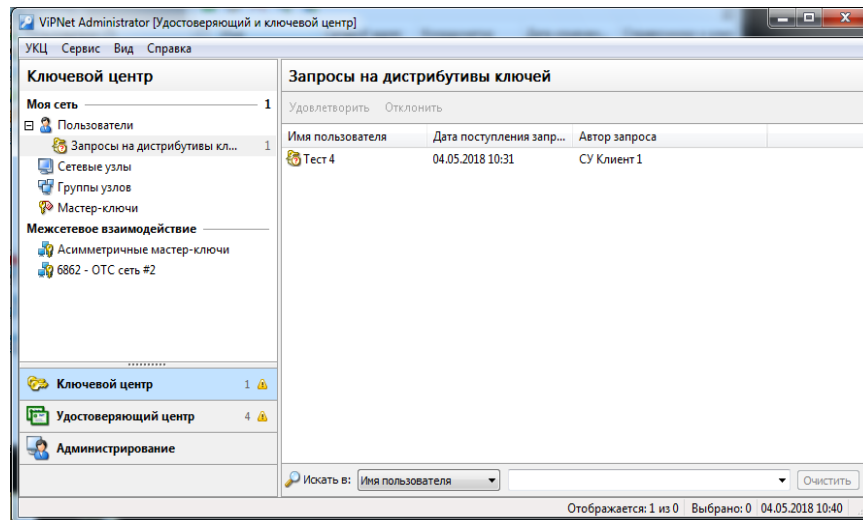 ViPNet Administrator [Удостоверяющий и ключевой центр]
УКЦ Сервис Вид Справка
Ключевой центр
Моя сеть 1
Пользователи
Запросы на дистрибутивы кл... 1
Сетевые узлы
Группы узлов
Мастер-ключи
Межсетевое взаимодействие
Асимметричные мастер-ключи
6862 - ОТС сеть #2
Ключевой центр 1
Удостоверяющий центр 4
Администрирование
Запросы на дистрибутивы ключей
Удовлетворить Отклонить
Имя пользователя Дата поступления запр... Автор запроса
Тест 4 04.05.2018 10:31 СУ Клиент 1
Искать в: Имя пользователя Очистить
Отображается: 1 из 0 Выбрано: 0 04.05.2018 10:40